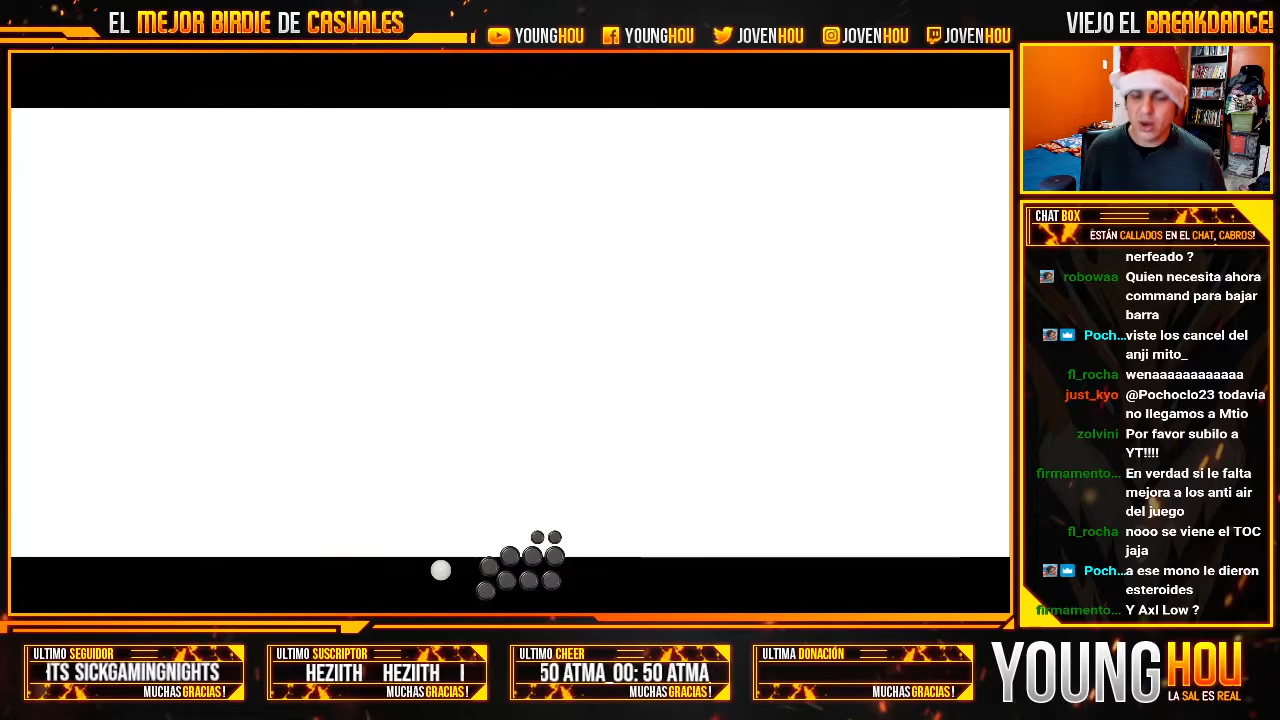 EL MEJOR BIRDIE DE CASUALES
YOUNGHOU YOUNGHOU JOVENHOU JOVENHOU JOVENHOU
VIEJO EL BREAKDANCE!
CHAT BOX
ESTÁN CALLADOS EN EL CHAT, CABROS!
nerfeado ?
robowaa Quien necesita ahora
command para bajar
barra
Poch... viste los cancel del
anji mito_
fl_rocha wenaaaaaaaaaaaa
just_kyo @Pochoclo23 todavia
no llegamos a Mtio
zolvini Por favor subilo a
YT!!!!
firmamento... En verdad si le falta
mejora a los anti air
del juego
fl_rocha nooo se viene el TOC
jaja
Poch... a ese mono le dieron
esteroides
firmamento... Y Axl Low ?
ULTIMO SEGUIDOR
ITS SICKGAMINGNIGHTS
MUCHAS GRACIAS!
ULTIMO SUSCRIPTOR
HEZIITH HEZIITH
MUCHAS GRACIAS!
ULTIMO CHEER
50 ATMA_00: 50 ATMA
MUCHAS GRACIAS!
ULTIMA DONACIÓN
MUCHAS GRACIAS!
YOUNGHOU
LA SAL ES REAL